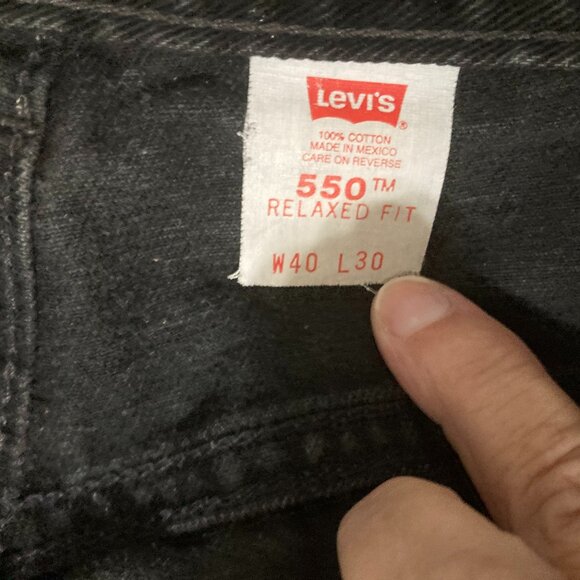 Levi's ®
100% COTTON
MADE IN MEXICO
CARE ON REVERSE
550™
RELAXED FIT
W40 L30